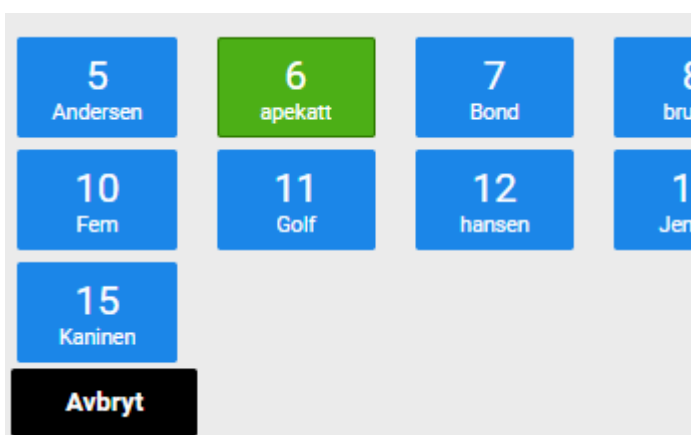 5
Andersen
6
apekatt
7
Bond
10
Fem
11
Golf
12
hansen
15
Kaninen
Avbryt